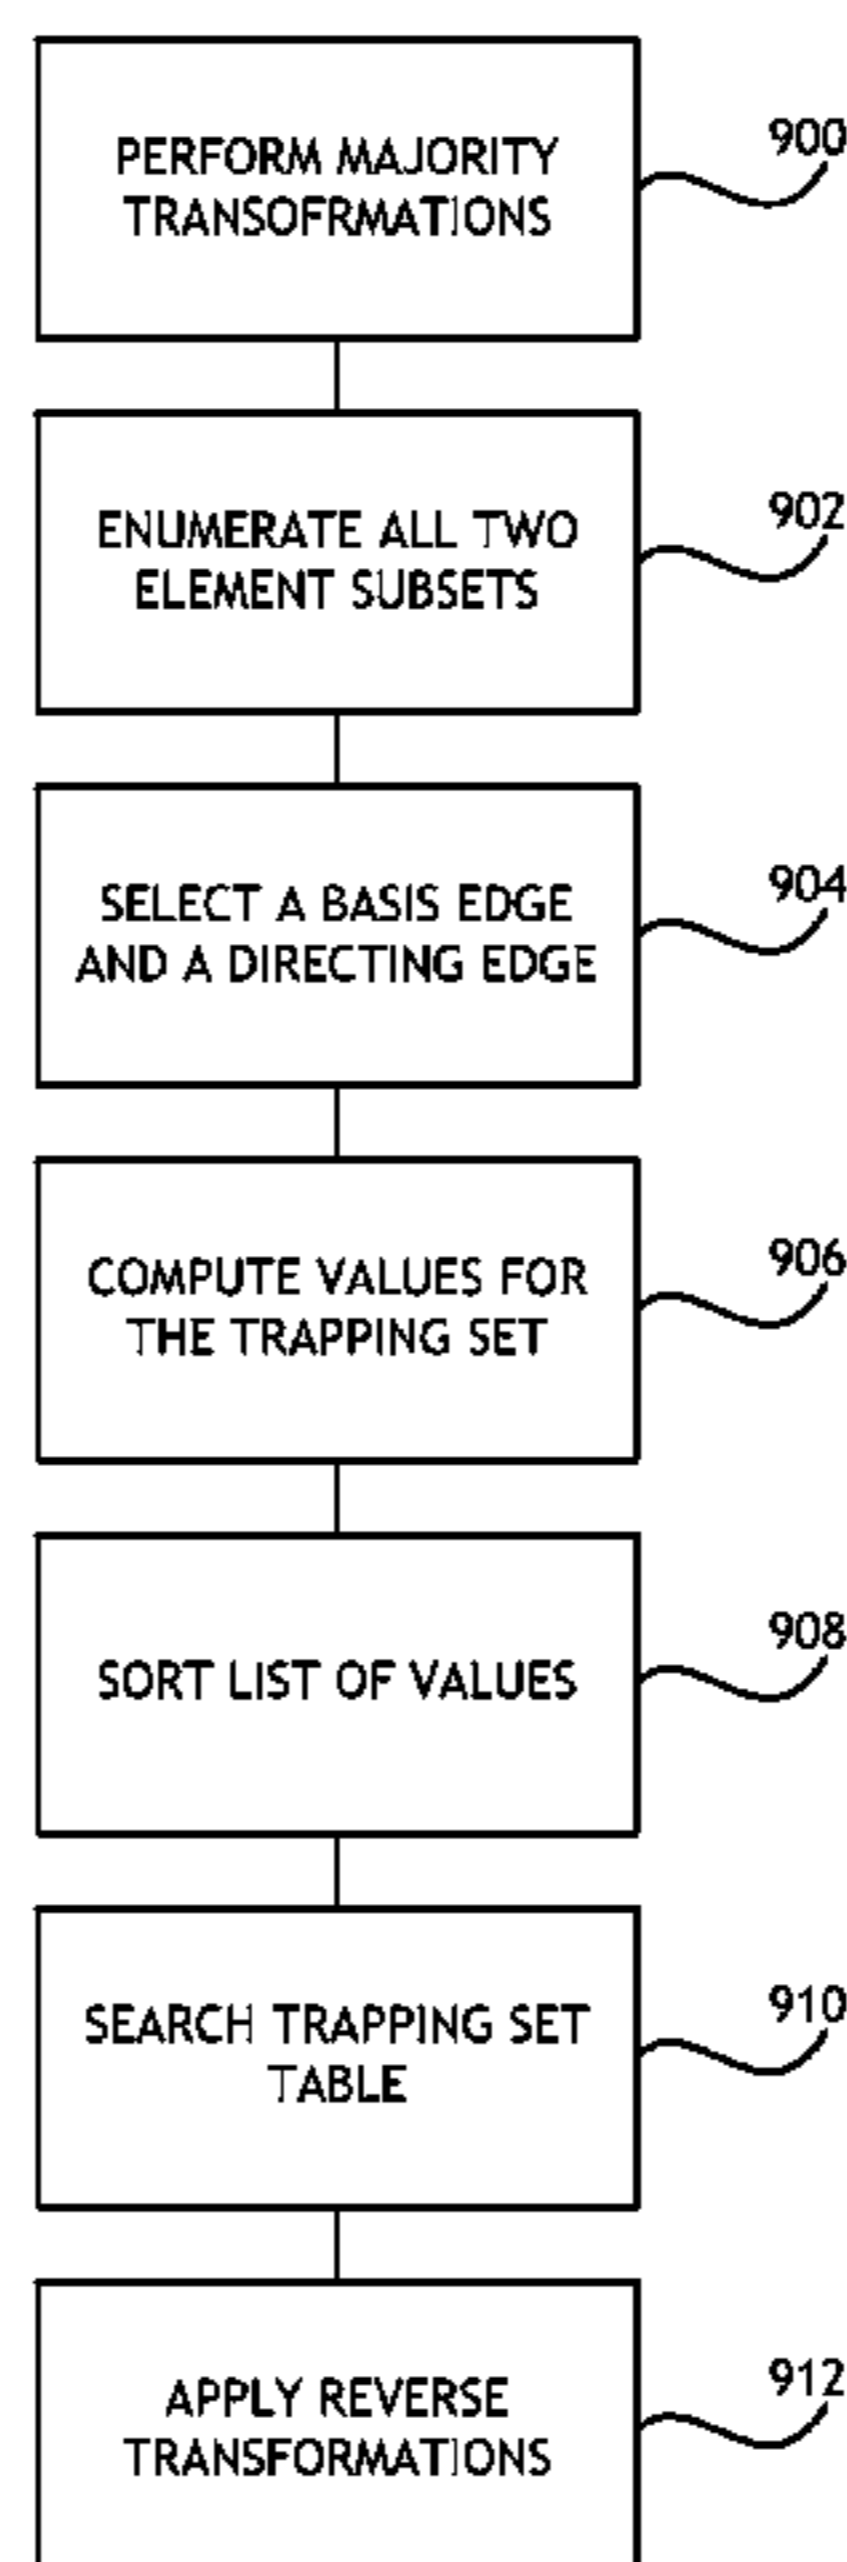 PERFORM MAJORITY
TRANSOFRMATIONS
900
ENUMERATE ALL TWO
ELEMENT SUBSETS
902
SELECT A BASIS EDGE
AND A DIRECTING EDGE
904
COMPUTE VALUES FOR
THE TRAPPING SET
906
SORT LIST OF VALUES
908
SEARCH TRAPPING SET
TABLE
910
APPLY REVERSE
TRANSFORMATIONS
912